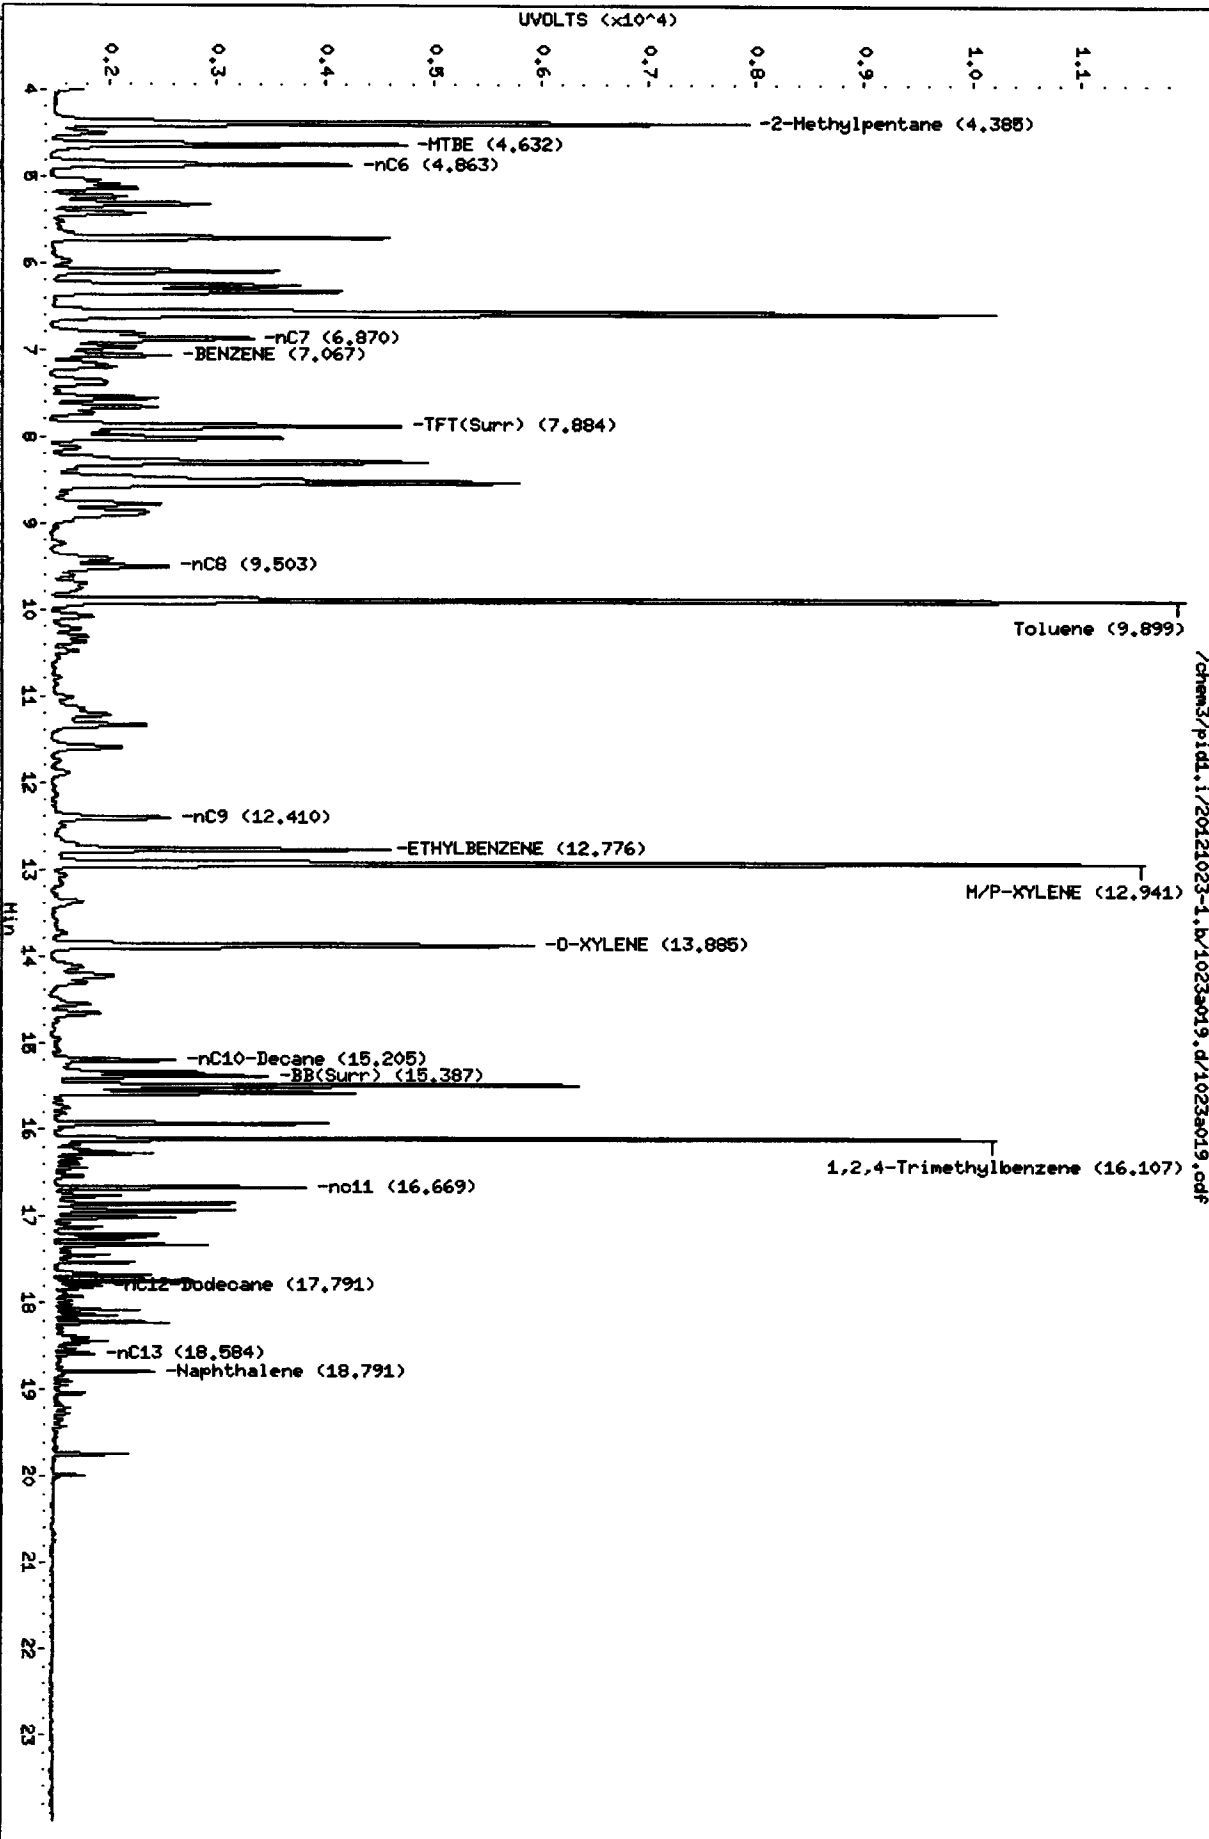 UVOLTS (x10^4)
0.2
0.3
0.4
0.5
0.6
0.7
0.8
0.9
1.0
1.1
4
-2-Methylpentane (4.385)
-MTBE (4.632)
-nC6 (4.863)
5
6
-nC7 (6.870)
7
-BENZENE (7.067)
-TFT(Surr) (7.884)
8
9
-nC8 (9.503)
10
Toluene (9.899)
/chem3/pid1.i/20121023-1.b/1023a019.d/1023a019.cdf
11
12
-nC9 (12.410)
-ETHYLBENZENE (12.776)
13
M/P-XYLENE (12.941)
Min
-O-XYLENE (13.885)
14
15
-nC10-Decane (15.205)
-BB(Surr) (15.387)
16
1,2,4-Trimethylbenzene (16.107)
-nc11 (16.669)
17
-nC12-Dodecane (17.791)
18
-nC13 (18.584)
-Naphthalene (18.791)
19
20
21
22
23